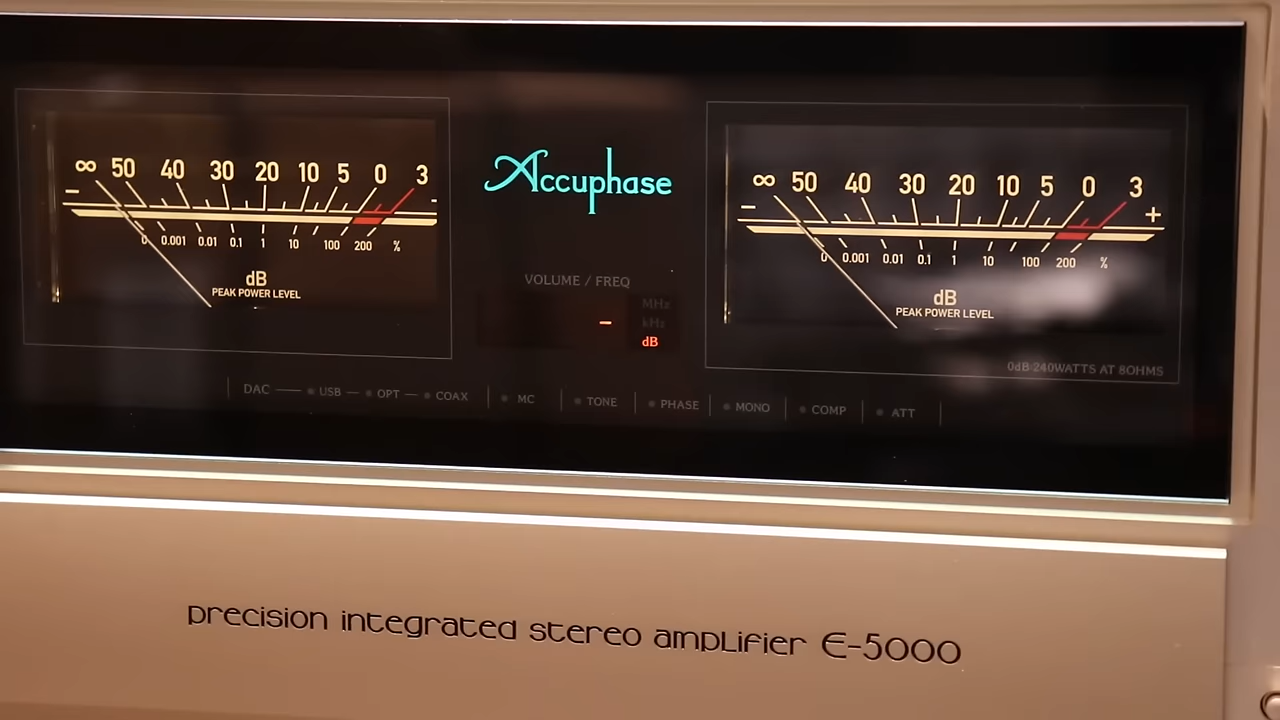 ∞ 50 40 30 20 10 5 0 3
−
0 0.001 0.01 0.1 1 10 100 200 %
dB
PEAK POWER LEVEL
Accuphase
VOLUME / FREQ
MHz
kHz
− dB
∞ 50 40 30 20 10 5 0 3
− +
0 0.001 0.01 0.1 1 10 100 200 %
dB
PEAK POWER LEVEL
0dB:240WATTS AT 8OHMS
DAC USB OPT COAX MC TONE PHASE MONO COMP ATT
precision integrated stereo amplifier E-5000